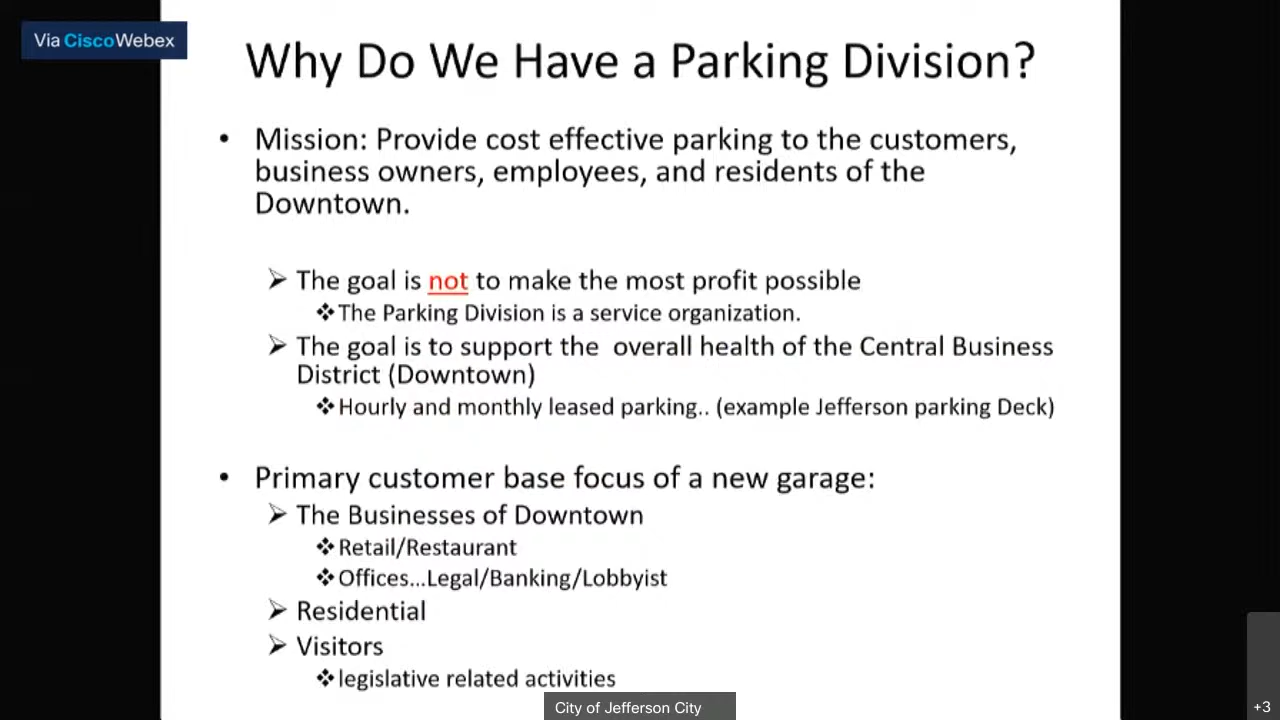 Via CiscoWebex
Why Do We Have a Parking Division?
• Mission: Provide cost effective parking to the customers,
business owners, employees, and residents of the
Downtown.
➢ The goal is not to make the most profit possible
❖The Parking Division is a service organization.
➢ The goal is to support the overall health of the Central Business
District (Downtown)
❖Hourly and monthly leased parking.. (example Jefferson parking Deck)
• Primary customer base focus of a new garage:
➢ The Businesses of Downtown
❖Retail/Restaurant
❖Offices...Legal/Banking/Lobbyist
➢ Residential
➢ Visitors
❖legislative related activities
City of Jefferson City
+3